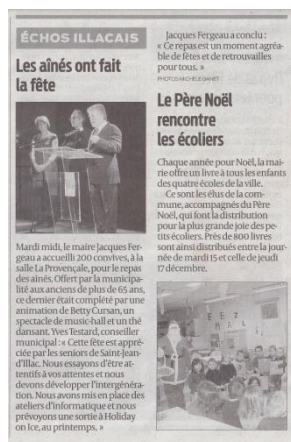 ÉCHOS ILLACAIS
Les aînés ont fait
la fête
Mardi midi, le maire Jacques Fer-
geau a accueilli 200 convives, à la
salle La Provençale, pour le repas
des aînés. Offert par la municipa-
lité aux anciens de plus de 65 ans,
ce dernier était complété par une
animation de Betty Cursan, un
spectacle de music-hall et un thé
dansant. Yves Testard, conseiller
municipal : « Cette fête est appré-
ciée par les seniors de Saint-Jean-
d'Illac. Nous essayons d'être at-
tentifs à vos attentes et nous
devons développer l'intergénéra-
tion. Nous avons mis en place des
ateliers d'informatique et nous
prévoyons une sortie à Holiday
on Ice, au printemps. »
Jacques Fergeau a conclu :
« Ce repas est un moment agréa-
ble de fêtes et de retrouvailles
pour tous. »
PHOTOS MICHÈLE GANET
Le Père Noël
rencontre
les écoliers
Chaque année pour Noël, la mai-
rie offre un livre à tous les enfants
des quatre écoles de la ville.
Ce sont les élus de la com-
mune, accompagnés du Père
Noël, qui font la distribution
pour la plus grande joie des pe-
tits écoliers. Près de 800 livres
sont ainsi distribués entre la jour-
née de mardi 15 et celle de jeudi
17 décembre.